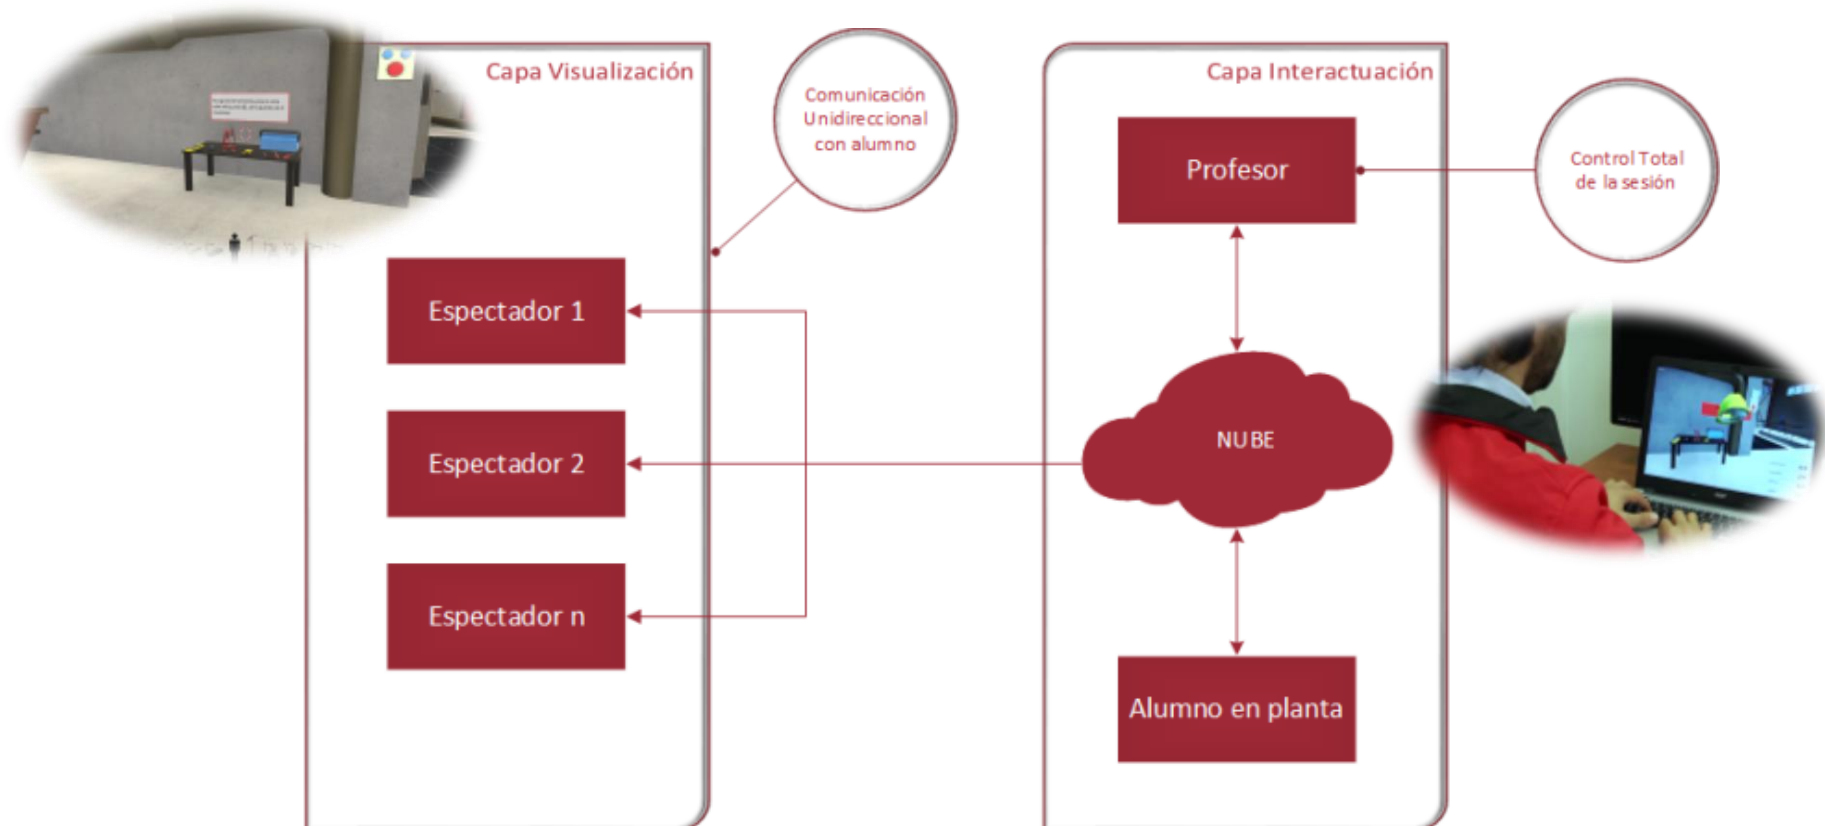 Capa Visualización
Comunicación
Unidireccional
con alumno
Espectador 1
Espectador 2
Espectador n
Capa Interactuación
Profesor
Control Total
de la sesión
NUBE
Alumno en planta